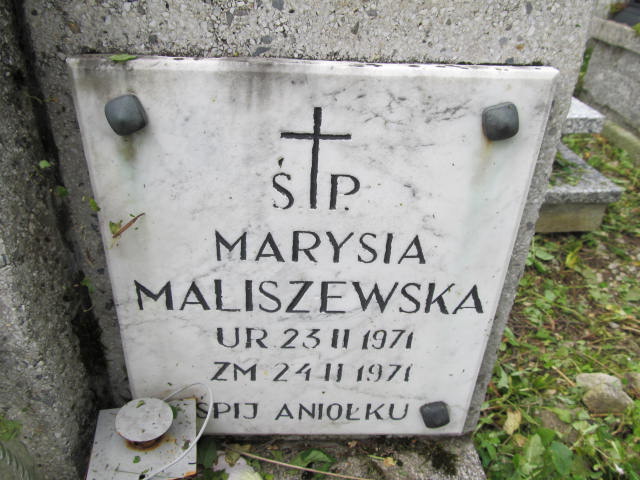 Ś P.
MARYSIA
MALISZEWSKA
UR 23 II 1971
ZM 24 II 1971
ŚPIJ ANIOŁKU